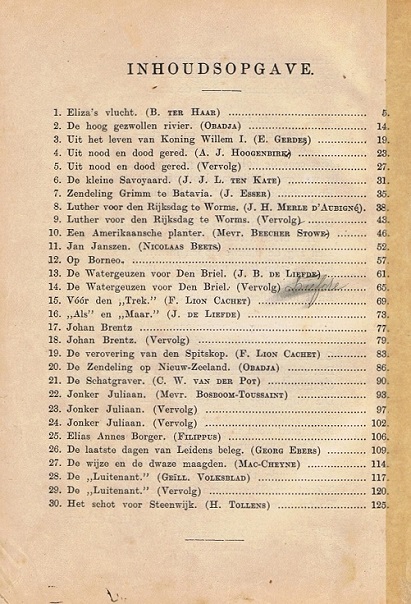 INHOUDSOPGAVE.
1. Eliza's vlucht. (B. ter Haar) 5.
2. De hoog gezwollen rivier. (Obadja) 14.
3. Uit het leven van Koning Willem I. (E. Gerdes) 19.
4. Uit nood en dood gered. (A. J. Hoogenbirk) 23.
5. Uit nood en dood gered. (Vervolg) 27.
6. De kleine Savoyaard. (J. J. L. ten Kate) 31.
7. Zendeling Grimm te Batavia. (J. Esser) 35.
8. Luther voor den Rijksdag te Worms. (J. H. Merle d'Aubigné). 38.
9. Luther voor den Rijksdag te Worms. (Vervolg) 43.
10. Een Amerikaansche planter. (Mevr. Beecher Stowe) 46.
11. Jan Janszen. (Nicolaas Beets) 52.
12. Op Borneo. 57.
13. De Watergeuzen voor Den Briel. (J. B. de Liefde) 61.
14. De Watergeuzen voor Den Briel. (Vervolg) 65.
15. Vóór den „Trek.” (F. Lion Cachet) 69.
16. „Als” en „Maar.” (J. de Liefde) 73.
17. Johan Brentz 77.
18. Johan Brentz. (Vervolg) 79.
19. De verovering van den Spitskop. (F. Lion Cachet) 83.
20. De Zendeling op Nieuw-Zeeland. (Obadja) 86.
21. De Schatgraver. (C. W. van der Pot) 90.
22. Jonker Juliaan. (Mevr. Bosboom-Toussaint) 93.
23. Jonker Juliaan. (Vervolg) 97.
24. Jonker Juliaan. (Vervolg) 102.
25. Elias Annes Borger. (Filippus) 106.
26. De laatste dagen van Leidens beleg. (Georg Ebers) 109.
27. De wijze en de dwaze maagden. (Mac-Cheyne) 114.
28. De „Luitenant.” (Geïll. Volksblad) 117.
29. De „Luitenant.” (Vervolg) 120.
30. Het schot voor Steenwijk. (H. Tollens) 125.